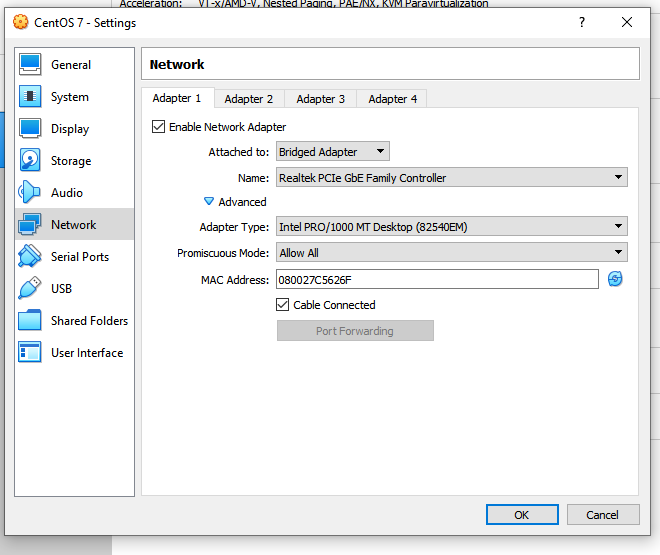 Acceleration: VT-x/AMD-V, Nested Paging, PAE/NX, KVM Paravirtualization
CentOS 7 - Settings
General
System
Display
Storage
Audio
Network
Serial Ports
USB
Shared Folders
User Interface
Network
Adapter 1 Adapter 2 Adapter 3 Adapter 4
Enable Network Adapter
Attached to: Bridged Adapter
Name: Realtek PCIe GbE Family Controller
Advanced
Adapter Type: Intel PRO/1000 MT Desktop (82540EM)
Promiscuous Mode: Allow All
MAC Address: 080027C5626F
Cable Connected
Port Forwarding
OK Cancel